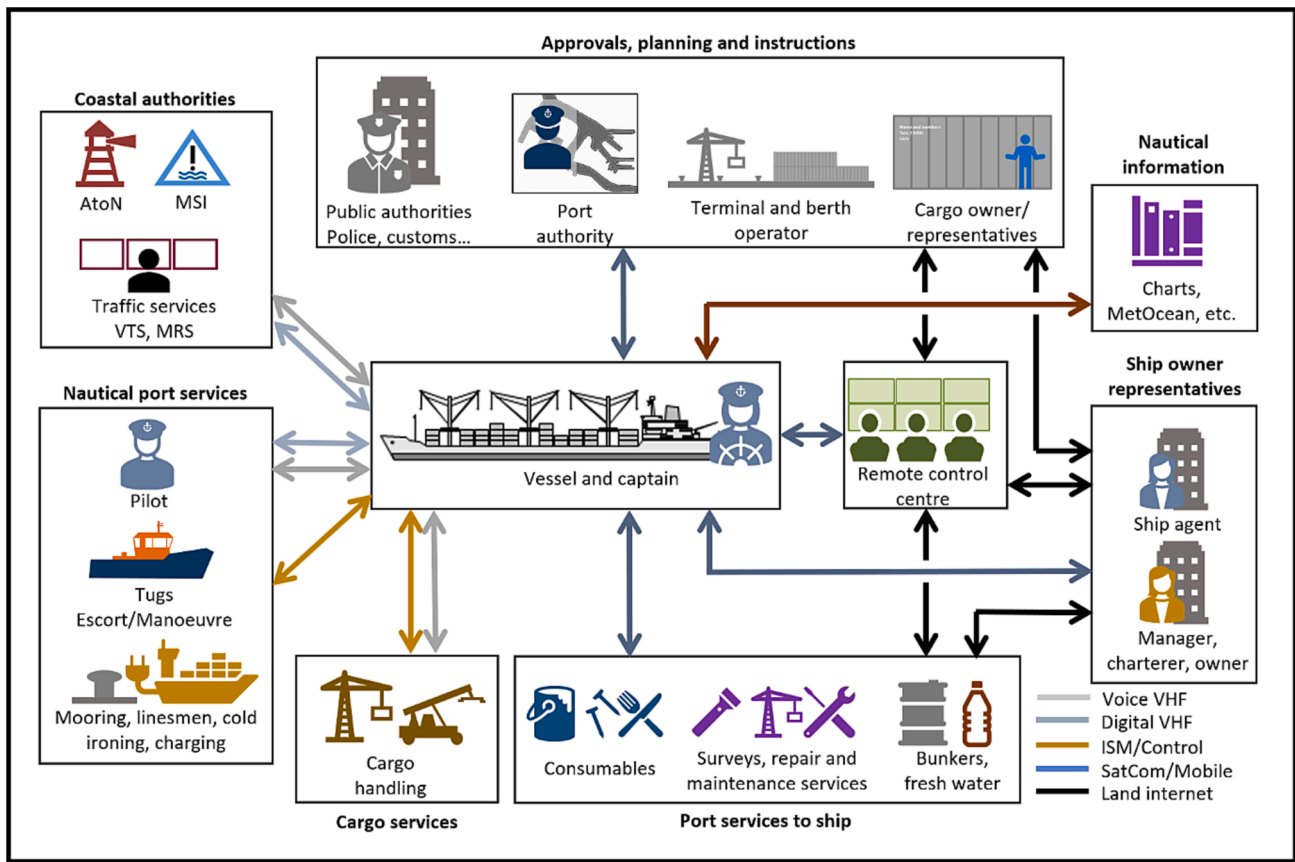 Approvals, planning and instructions
Coastal authorities
AtoN
MSI
Traffic services
VTS, MRS
Public authorities
Police, customs...
Port
authority
Terminal and berth
operator
Cargo owner/
representatives
Nautical
information
Charts,
MetOcean, etc.
Nautical port services
Pilot
Tugs
Escort/Manoeuvre
Mooring, linesmen, cold
ironing, charging
Vessel and captain
Remote control
centre
Ship owner
representatives
Ship agent
Manager,
charterer, owner
Cargo
handling
Cargo services
Consumables
Surveys, repair and
maintenance services
Bunkers,
fresh water
Port services to ship
Voice VHF
Digital VHF
ISM/Control
SatCom/Mobile
Land internet